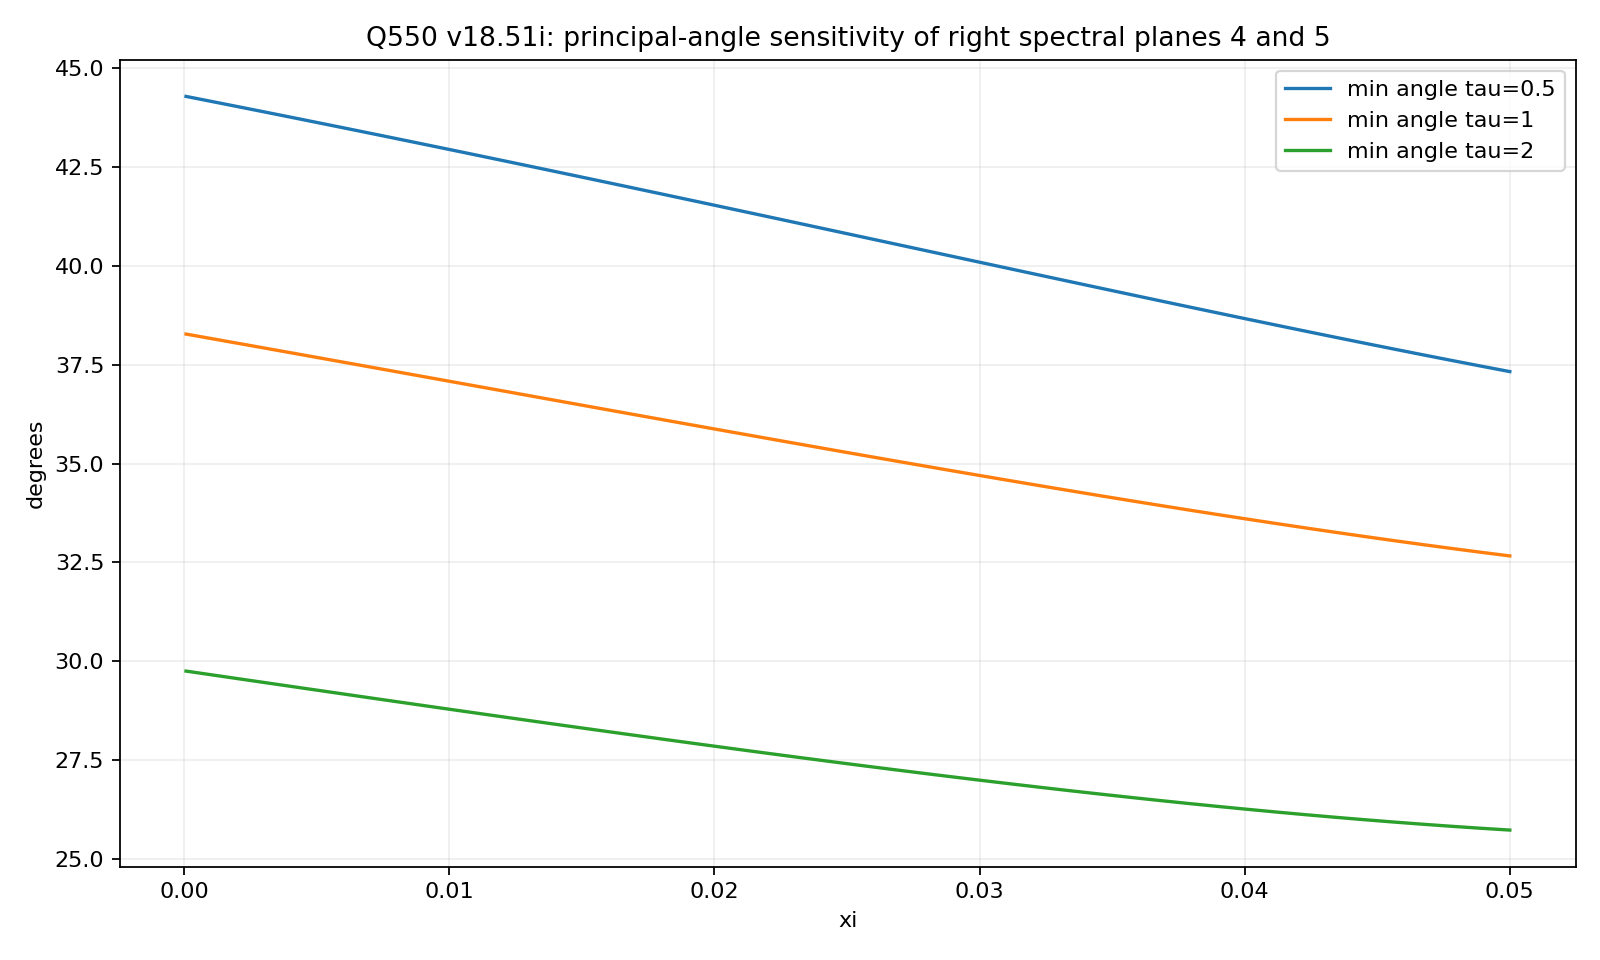 Q550 v18.51i: principal-angle sensitivity of right spectral planes 4 and 5
min angle tau=0.5
min angle tau=1
min angle tau=2
degrees
45.0
42.5
40.0
37.5
35.0
32.5
30.0
27.5
25.0
0.00 0.01 0.02 0.03 0.04 0.05
xi